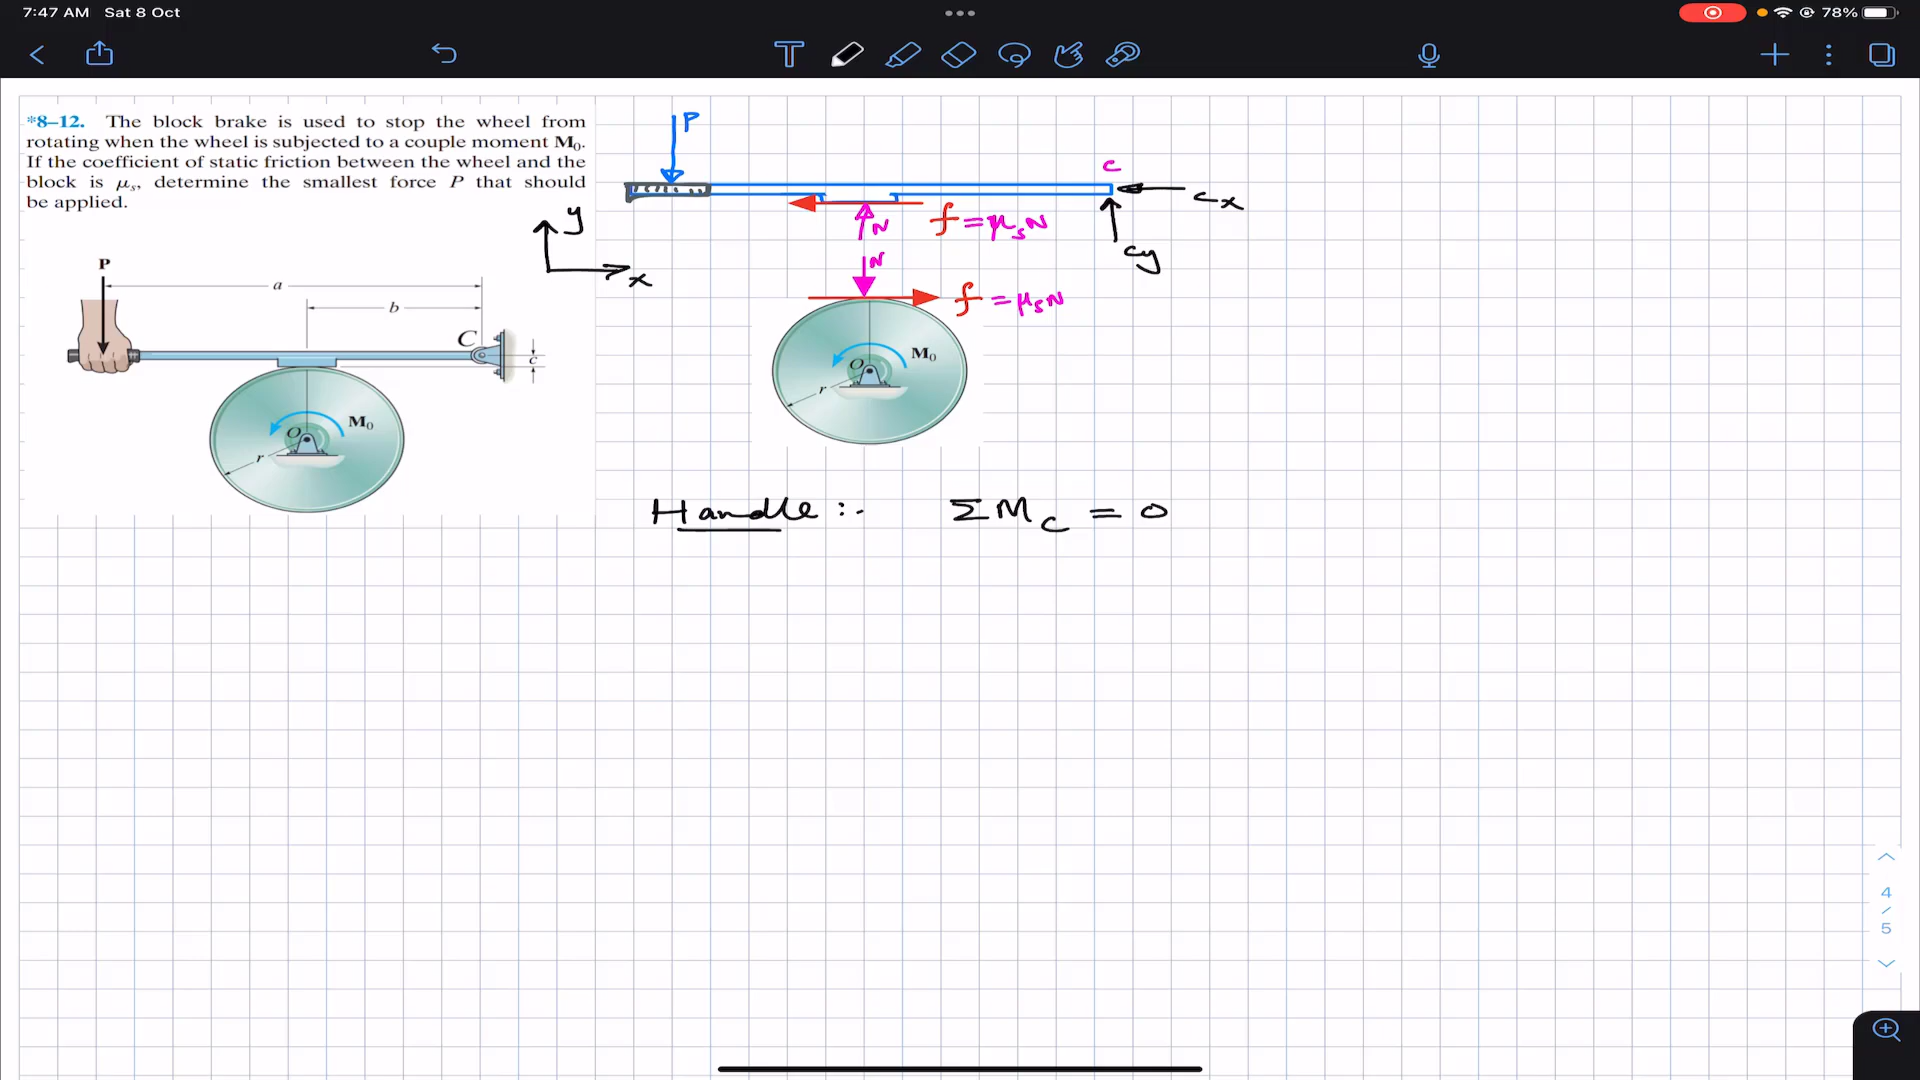 7:47 AM Sat 8 Oct
78%
*8–12. The block brake is used to stop the wheel from
rotating when the wheel is subjected to a couple moment M₀.
If the coefficient of static friction between the wheel and the
block is μₛ, determine the smallest force P that should
be applied.
P
a
b
C
c
M₀
O
r
y
x
P
C
Cx
Cy
N
f = μₛN
N
f = μₛN
M₀
O
r
Handle :- ΣM_C = 0
4
/
5